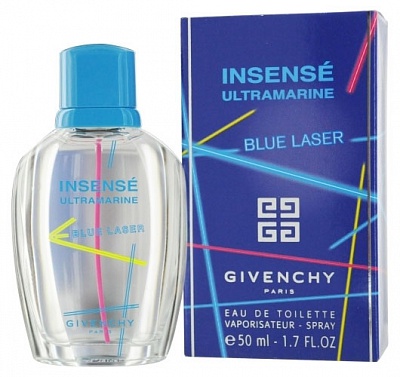 INSENSÉ
ULTRAMARINE
BLUE LASER
GIVENCHY
INSENSÉ
ULTRAMARINE
BLUE LASER
GIVENCHY
PARIS
EAU DE TOILETTE
VAPORISATEUR - SPRAY
e 50 ml - 1.7 FL.OZ